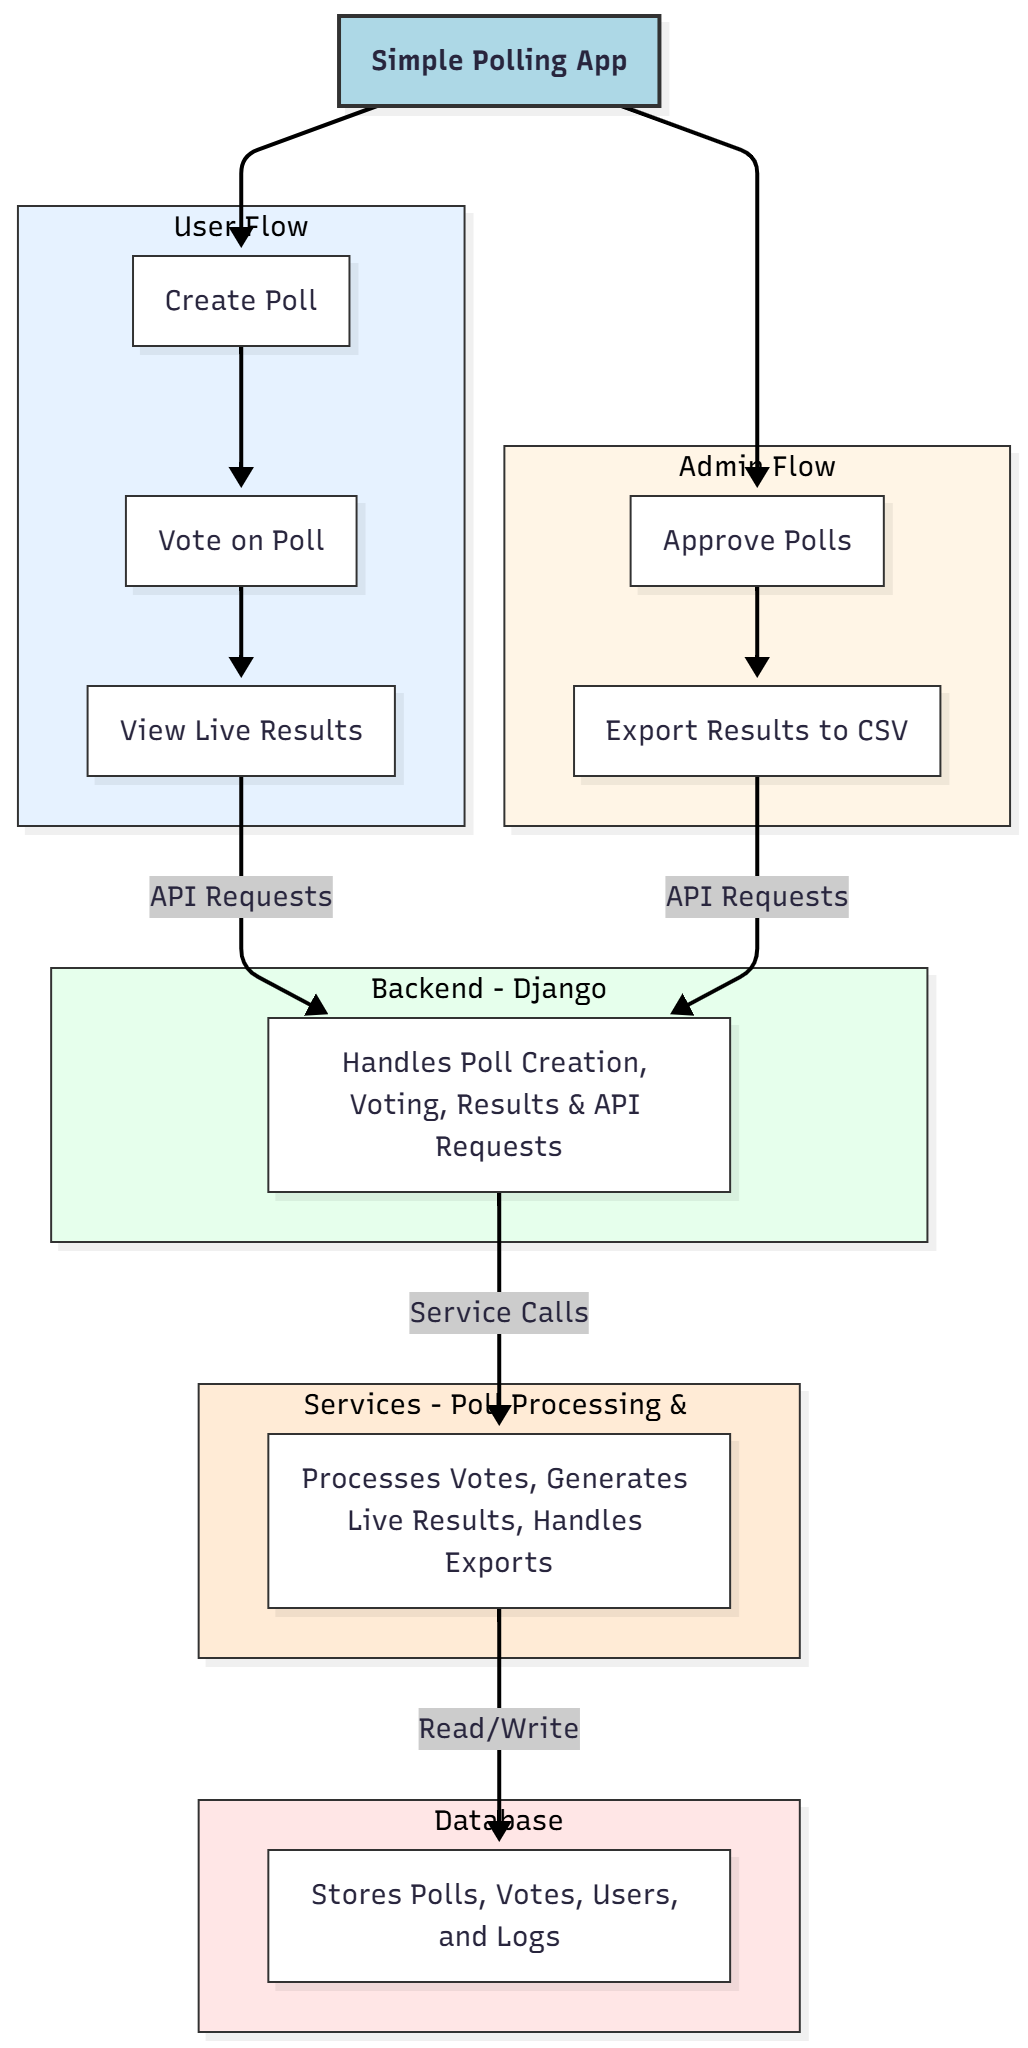 Simple Polling App
User Flow
Create Poll
Vote on Poll
View Live Results
Admin Flow
Approve Polls
Export Results to CSV
API Requests
API Requests
Backend - Django
Handles Poll Creation,
Voting, Results & API
Requests
Service Calls
Services - Poll Processing &
Processes Votes, Generates
Live Results, Handles
Exports
Read/Write
Database
Stores Polls, Votes, Users,
and Logs